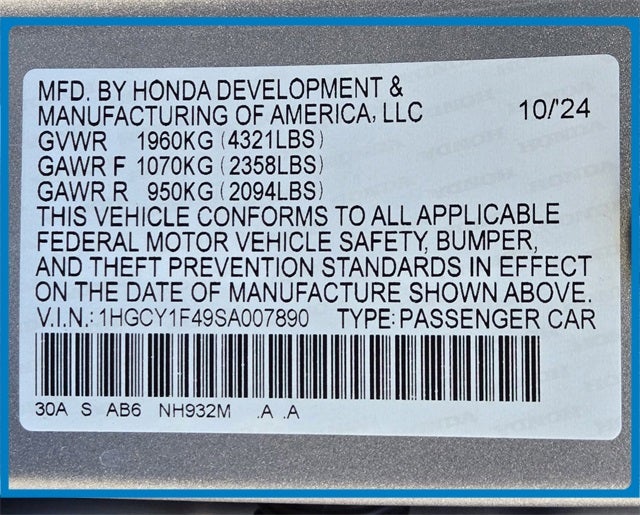 MFD. BY HONDA DEVELOPMENT &
MANUFACTURING OF AMERICA, LLC 10/'24
GVWR 1960KG (4321LBS)
GAWR F 1070KG (2358LBS)
GAWR R 950KG (2094LBS)
THIS VEHICLE CONFORMS TO ALL APPLICABLE
FEDERAL MOTOR VEHICLE SAFETY, BUMPER,
AND THEFT PREVENTION STANDARDS IN EFFECT
ON THE DATE OF MANUFACTURE SHOWN ABOVE.
V.I.N.: 1HGCY1F49SA007890 TYPE: PASSENGER CAR
30A S AB6 NH932M .A .A